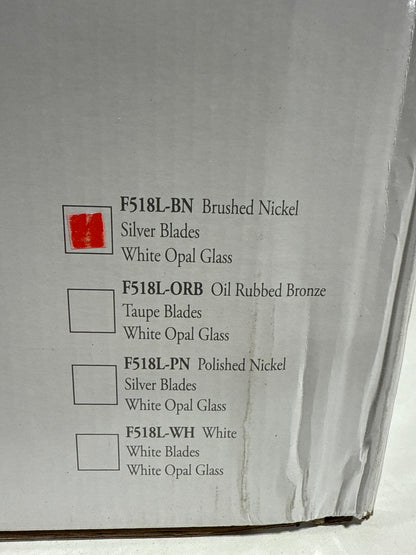 F518L-BN Brushed Nickel
Silver Blades
White Opal Glass
F518L-ORB Oil Rubbed Bronze
Taupe Blades
White Opal Glass
F518L-PN Polished Nickel
Silver Blades
White Opal Glass
F518L-WH White
White Blades
White Opal Glass